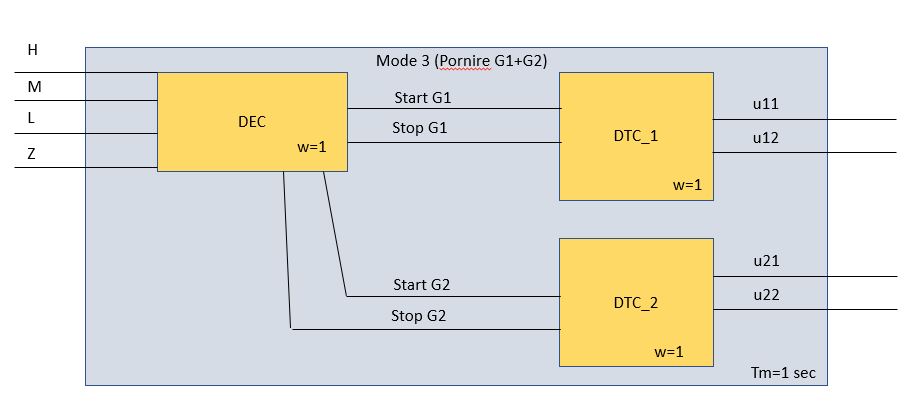 Mode 3 (Pornire G1+G2)
H
M
L
Z
DEC
w=1
Start G1
Stop G1
DTC_1
w=1
u11
u12
Start G2
Stop G2
DTC_2
w=1
u21
u22
Tm=1 sec